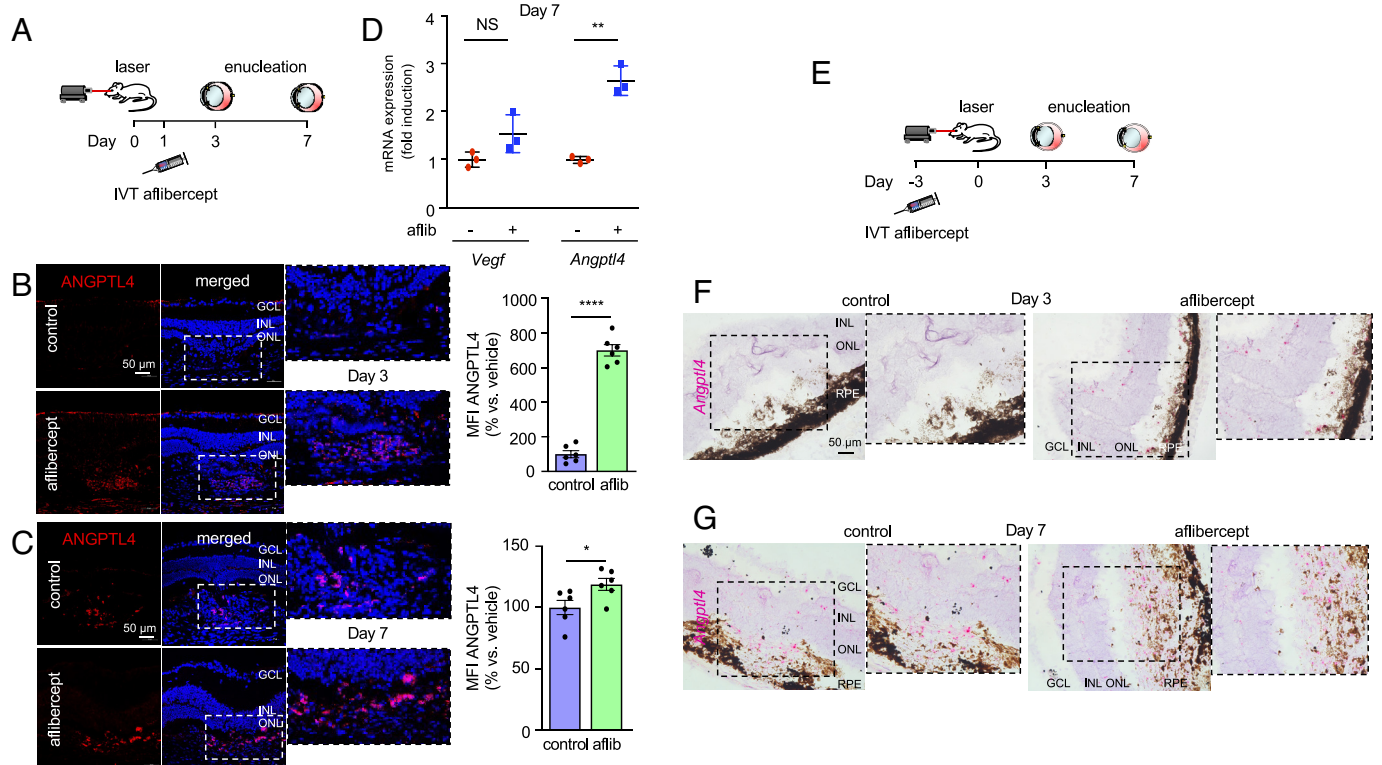 A
laser
enucleation
Day
0
1
3
7
IVT aflibercept
D
Day 7
NS
**
mRNA expression
(fold induction)
4
3
2
1
0
aflib
-
+
-
+
Vegf
Angptl4
E
laser
enucleation
Day
-3
0
3
7
IVT aflibercept
B
ANGPTL4
merged
control
50 µm
GCL
INL
ONL
Day 3
aflibercept
GCL
INL
ONL
MFI ANGPTL4
(% vs. vehicle)
1000
800
600
400
200
100
0
****
control aflib
C
ANGPTL4
merged
control
50 µm
GCL
INL
ONL
Day 7
aflibercept
GCL
INL
ONL
MFI ANGPTL4
(% vs. vehicle)
150
100
50
0
*
control aflib
F
control
Day 3
aflibercept
Angptl4
INL
ONL
RPE
50 µm
GCL
INL
ONL
RPE
G
control
Day 7
aflibercept
Angptl4
GCL
INL
ONL
RPE
GCL
INL
ONL
RPE